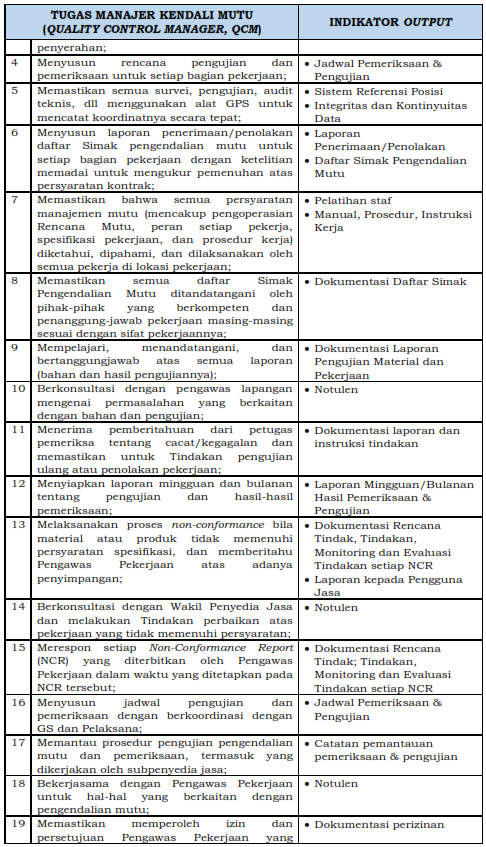 TUGAS MANAJER KENDALI MUTU
(QUALITY CONTROL MANAGER, QCM)
INDIKATOR OUTPUT
penyerahan;
4 Menyusun rencana pengujian dan
pemeriksaan untuk setiap bagian pekerjaan;
• Jadwal Pemeriksaan &
Pengujian
5 Memastikan semua survei, pengujian, audit
teknis, dll menggunakan alat GPS untuk
mencatat koordinatnya secara tepat;
• Sistem Referensi Posisi
• Integritas dan Kontinyuitas
Data
6 Menyusun laporan penerimaan/penolakan
daftar Simak pengendalian mutu untuk
setiap bagian pekerjaan dengan ketelitian
memadai untuk mengukur pemenuhan atas
persyaratan kontrak;
• Laporan
Penerimaan/Penolakan
• Daftar Simak Pengendalian
Mutu
7 Memastikan bahwa semua persyaratan
manajemen mutu (mencakup pengoperasian
Rencana Mutu, peran setiap pekerja,
spesifikasi pekerjaan, dan prosedur kerja)
diketahui, dipahami, dan dilaksanakan oleh
semua pekerja di lokasi pekerjaan;
• Pelatihan staf
• Manual, Prosedur, Instruksi
Kerja
8 Memastikan semua daftar Simak
Pengendalian Mutu ditandatangani oleh
pihak-pihak yang berkompeten dan
penanggung-jawab pekerjaan masing-masing
sesuai dengan sifat pekerjaannya;
• Dokumentasi Daftar Simak
9 Mempelajari, menandatangani, dan
bertanggungjawab atas semua laporan
(bahan dan hasil pengujiannya);
• Dokumentasi Laporan
Pengujian Material dan
Pekerjaan
10 Berkonsultasi dengan pengawas lapangan
mengenai permasalahan yang berkaitan
dengan bahan dan pengujian;
• Notulen
11 Menerima pemberitahuan dari petugas
pemeriksa tentang cacat/kegagalan dan
memastikan untuk Tindakan pengujian
ulang atau penolakan pekerjaan;
• Dokumentasi laporan dan
instruksi tindakan
12 Menyiapkan laporan mingguan dan bulanan
tentang pengujian dan hasil-hasil
pemeriksaan;
• Laporan Mingguan/Bulanan
Hasil Pemeriksaan &
Pengujian
13 Melaksanakan proses non-conformance bila
material atau produk tidak memenuhi
persyaratan spesifikasi, dan memberitahu
Pengawas Pekerjaan atas adanya
penyimpangan;
• Dokumentasi Rencana
Tindak, Tindakan,
Monitoring dan Evaluasi
Tindakan setiap NCR
• Laporan kepada Pengguna
Jasa
14 Berkonsultasi dengan Wakil Penyedia Jasa
dan melakukan Tindakan perbaikan atas
pekerjaan yang tidak memenuhi persyaratan;
• Notulen
15 Merespon setiap Non-Conformance Report
(NCR) yang diterbitkan oleh Pengawas
Pekerjaan dalam waktu yang ditetapkan pada
NCR tersebut;
• Dokumentasi Rencana
Tindak; Tindakan,
Monitoring dan Evaluasi
Tindakan setiap NCR
16 Menyusun jadwal pengujian dan
pemeriksaan dengan berkoordinasi dengan
GS dan Pelaksana;
• Jadwal Pemeriksaan &
Pengujian
17 Memantau prosedur pengujian pengendalian
mutu dan pemeriksaan, termasuk yang
dikerjakan oleh subpenyedia jasa;
• Catatan pemantauan
pemeriksaan & pengujian
18 Bekerjasama dengan Pengawas Pekerjaan
untuk hal-hal yang berkaitan dengan
pengendalian mutu;
• Notulen
19 Memastikan memperoleh izin dan
persetujuan Pengawas Pekerjaan yang
• Dokumentasi perizinan